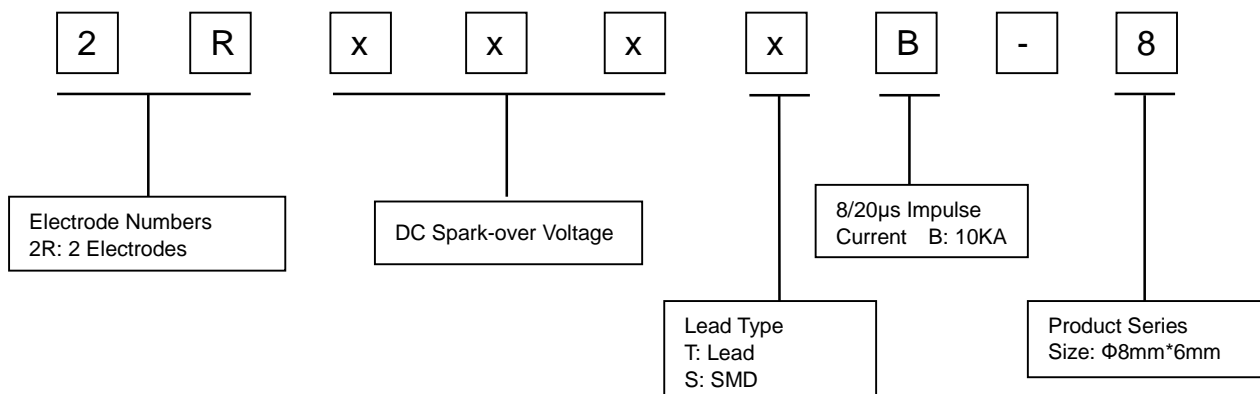 2 R x x x x B - 8
Electrode Numbers
2R: 2 Electrodes
DC Spark-over Voltage
8/20μs Impulse
Current B: 10KA
Lead Type
T: Lead
S: SMD
Product Series
Size: Φ8mm*6mm